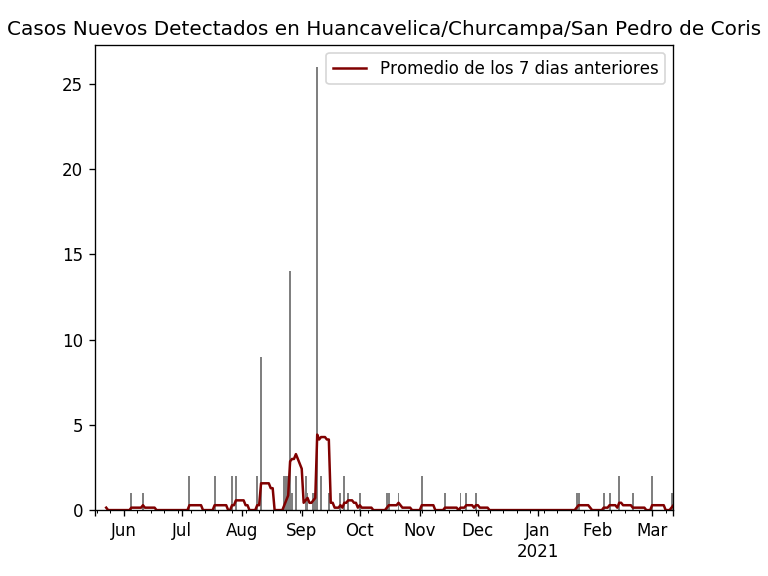 Casos Nuevos Detectados en Huancavelica/Churcampa/San Pedro de Coris
Promedio de los 7 dias anteriores
25
20
15
10
5
0
Jun Jul Aug Sep Oct Nov Dec Jan Feb Mar
2021